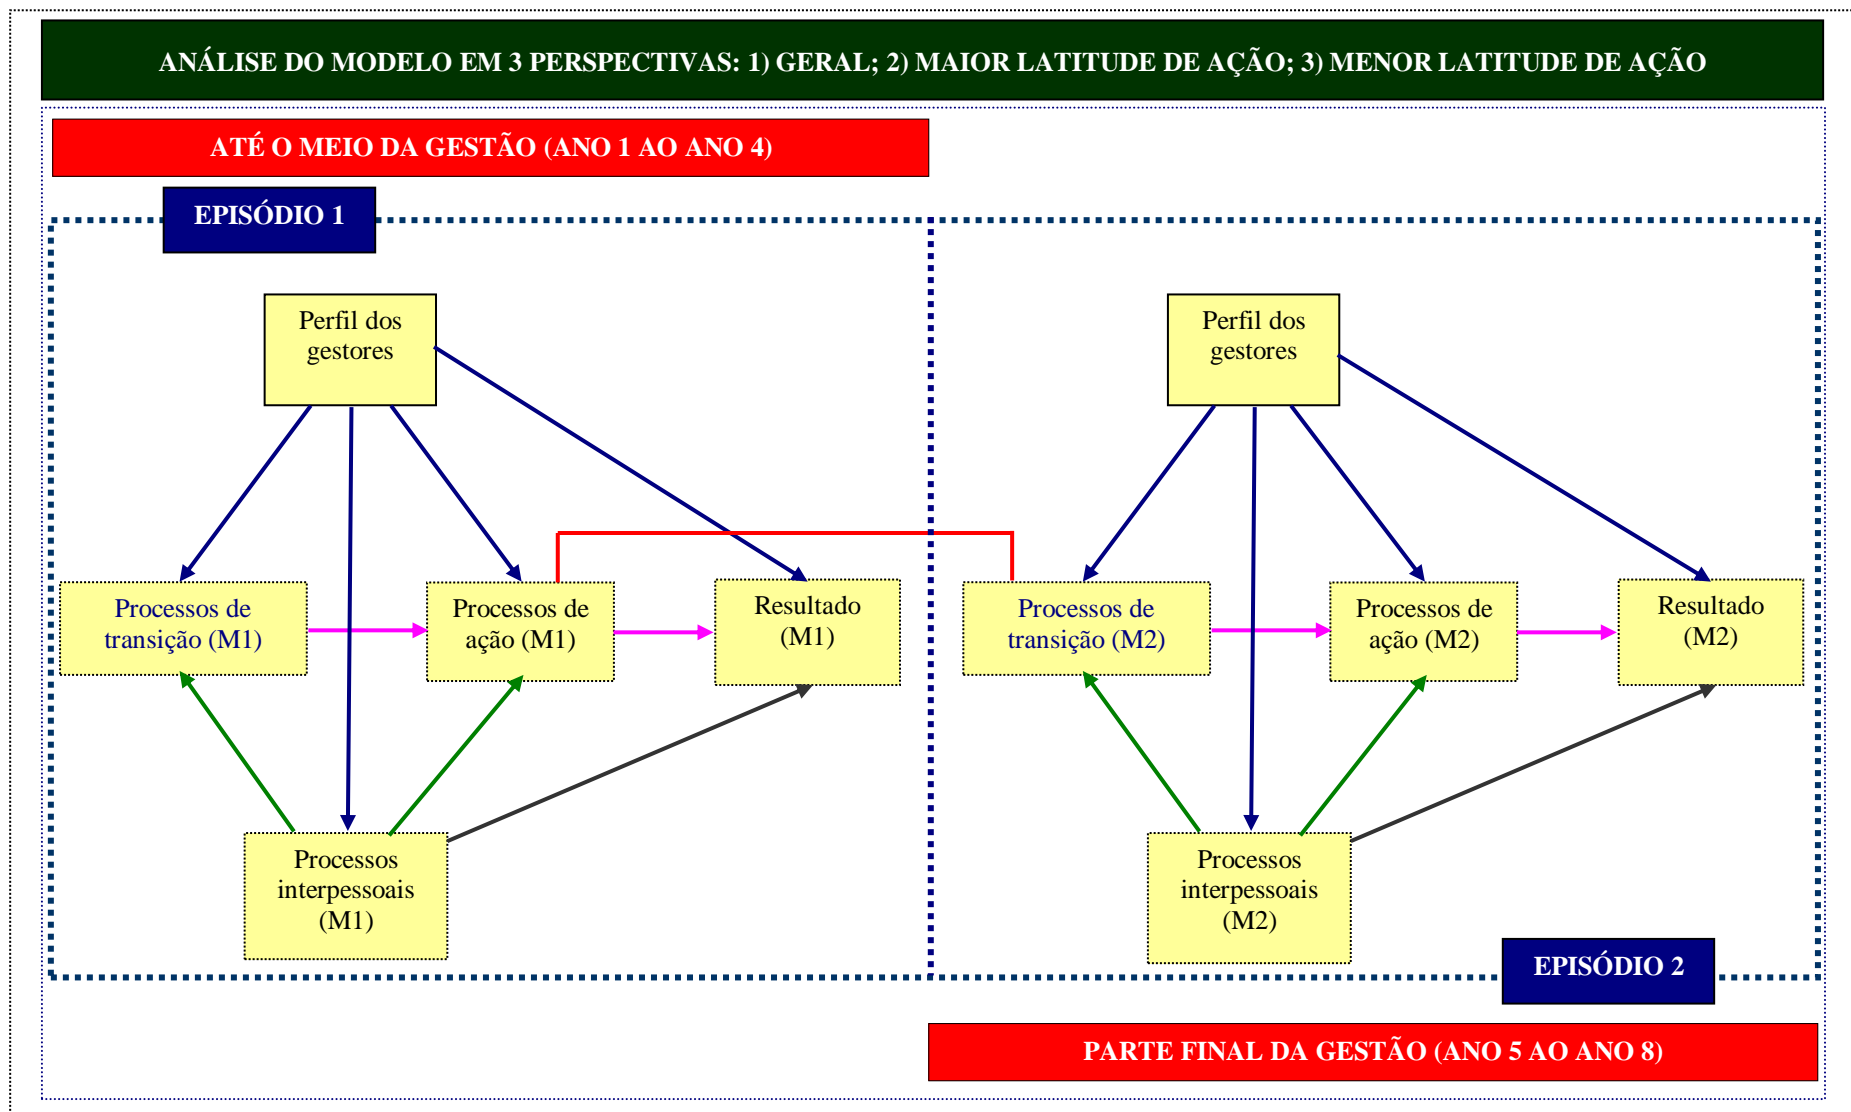 ANÁLISE DO MODELO EM 3 PERSPECTIVAS: 1) GERAL; 2) MAIOR LATITUDE DE AÇÃO; 3) MENOR LATITUDE DE AÇÃO
ATÉ O MEIO DA GESTÃO (ANO 1 AO ANO 4)
EPISÓDIO 1
Perfil dos
gestores
Processos de
transição (M1)
Processos de
ação (M1)
Resultado
(M1)
Processos
interpessoais
(M1)
Perfil dos
gestores
Processos de
transição (M2)
Processos de
ação (M2)
Resultado
(M2)
Processos
interpessoais
(M2)
EPISÓDIO 2
PARTE FINAL DA GESTÃO (ANO 5 AO ANO 8)